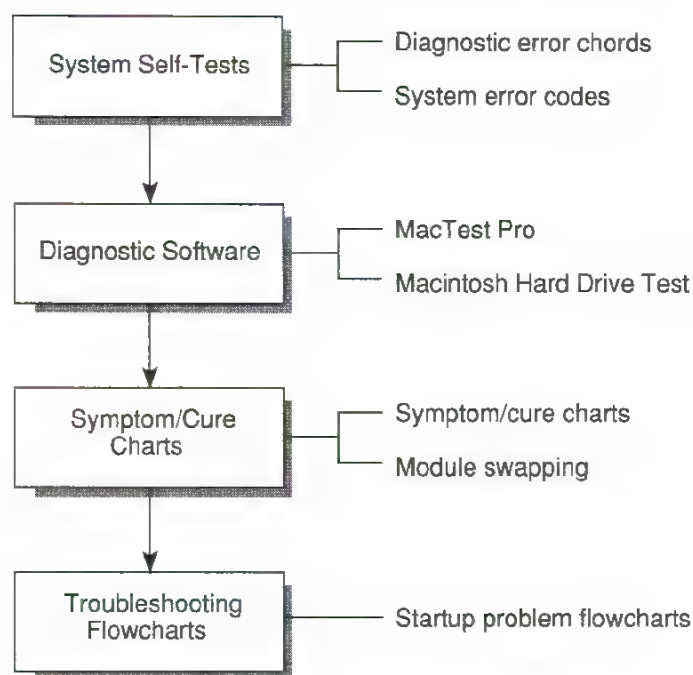 System Self-Tests
Diagnostic error chords
System error codes
Diagnostic Software
MacTest Pro
Macintosh Hard Drive Test
Symptom/Cure
Charts
Symptom/cure charts
Module swapping
Troubleshooting
Flowcharts
Startup problem flowcharts